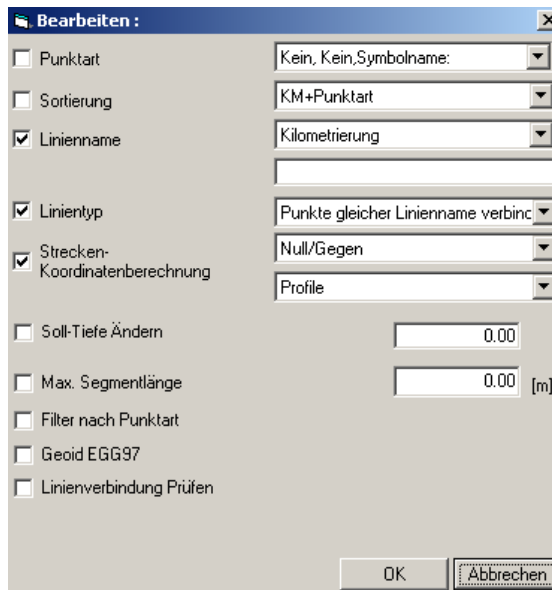 Bearbeiten :
Punktart Kein, Kein,Symbolname:
Sortierung KM+Punktart
Linienname Kilometrierung
Linientyp Punkte gleicher Linienname verbinc
Strecken- Null/Gegen
Koordinatenberechnung
Profile
Soll-Tiefe Ändern 0.00
Max. Segmentlänge 0.00 [m]
Filter nach Punktart
Geoid EGG97
Linienverbindung Prüfen
OK Abbrechen